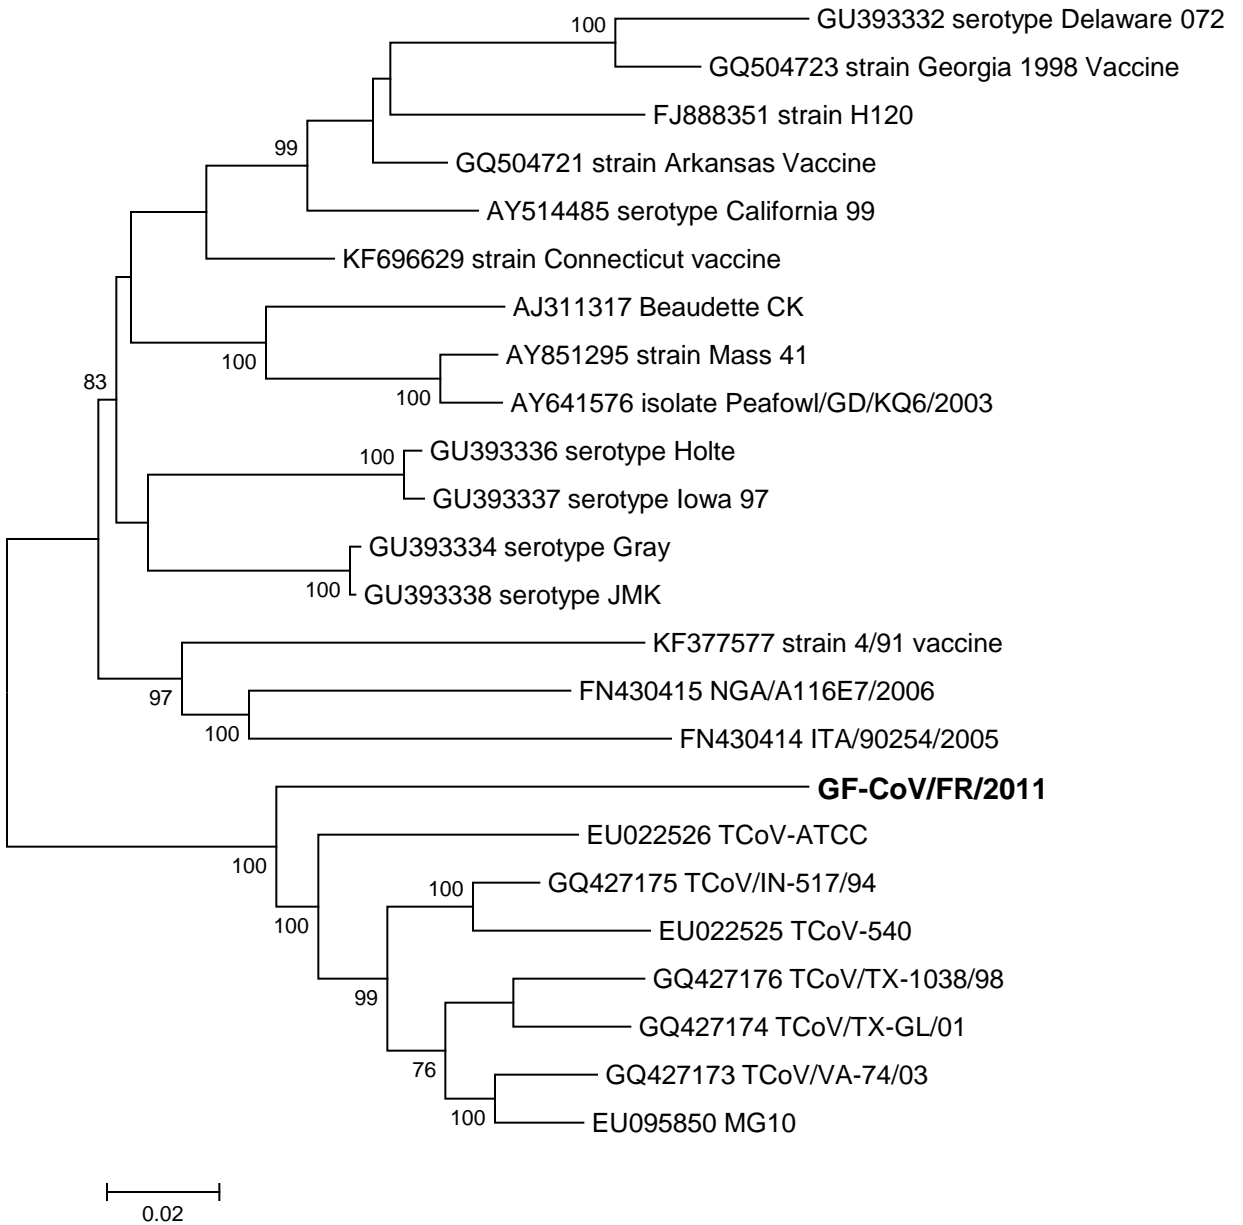 100
GU393332 serotype Delaware 072
GQ504723 strain Georgia 1998 Vaccine
FJ888351 strain H120
99
GQ504721 strain Arkansas Vaccine
AY514485 serotype California 99
KF696629 strain Connecticut vaccine
AJ311317 Beaudette CK
100
AY851295 strain Mass 41
83
100
AY641576 isolate Peafowl/GD/KQ6/2003
100
GU393336 serotype Holte
GU393337 serotype Iowa 97
GU393334 serotype Gray
100
GU393338 serotype JMK
KF377577 strain 4/91 vaccine
97
FN430415 NGA/A116E7/2006
100
FN430414 ITA/90254/2005
GF-CoV/FR/2011
EU022526 TCoV-ATCC
100
100
GQ427175 TCoV/IN-517/94
100
EU022525 TCoV-540
GQ427176 TCoV/TX-1038/98
99
GQ427174 TCoV/TX-GL/01
76
GQ427173 TCoV/VA-74/03
100
EU095850 MG10
0.02